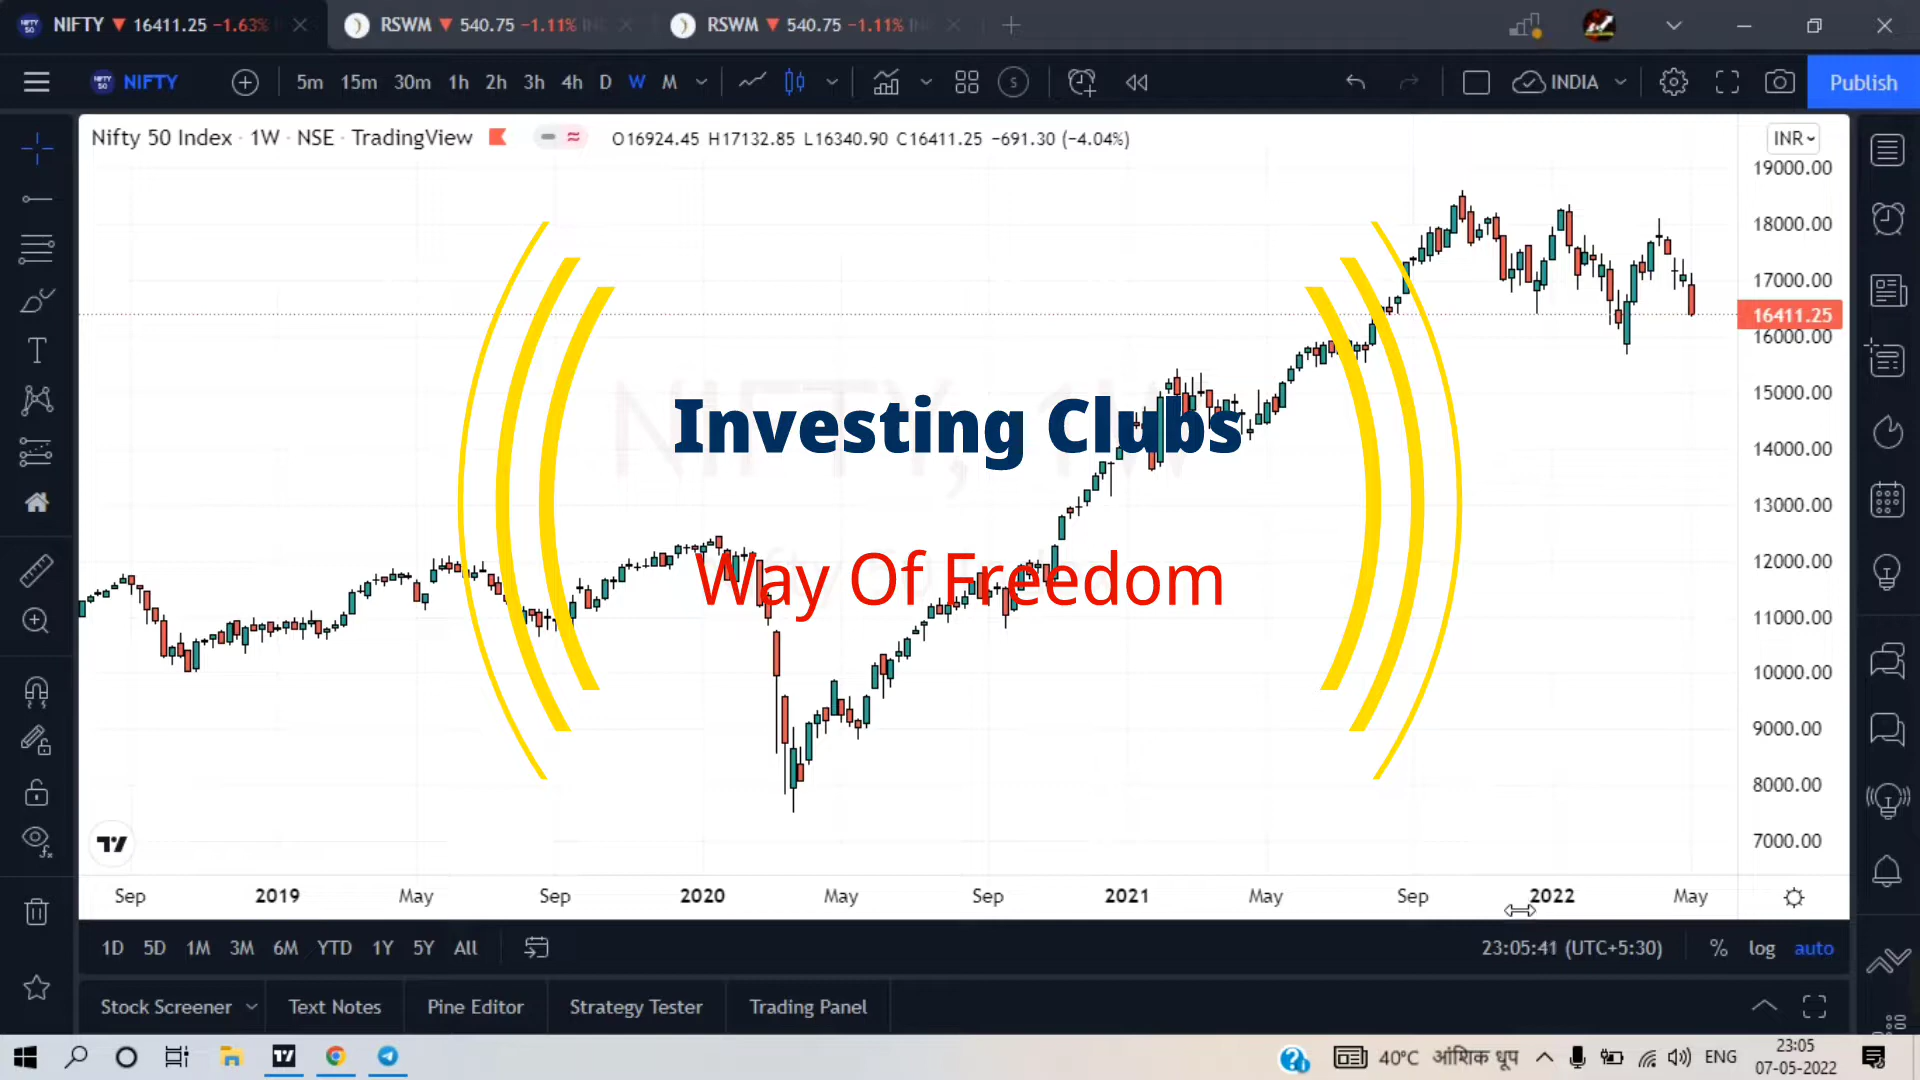 NIFTY ▼ 16411.25 −1.63%
RSWM ▼ 540.75 −1.11%
RSWM ▼ 540.75 −1.11%
NIFTY 5m 15m 30m 1h 2h 3h 4h D W M INDIA Publish
Nifty 50 Index · 1W · NSE · TradingView O16924.45 H17132.85 L16340.90 C16411.25 −691.30 (−4.04%) INR
19000.00
18000.00
17000.00
16411.25
16000.00
15000.00
14000.00
13000.00
12000.00
11000.00
10000.00
9000.00
8000.00
7000.00
NIFTY, 1W
Investing Clubs
Way Of Freedom
Sep 2019 May Sep 2020 May Sep 2021 May Sep 2022 May
1D 5D 1M 3M 6M YTD 1Y 5Y All 23:05:41 (UTC+5:30) % log auto
Stock Screener Text Notes Pine Editor Strategy Tester Trading Panel
40°C आंशिक धूप ENG 23:05
07-05-2022